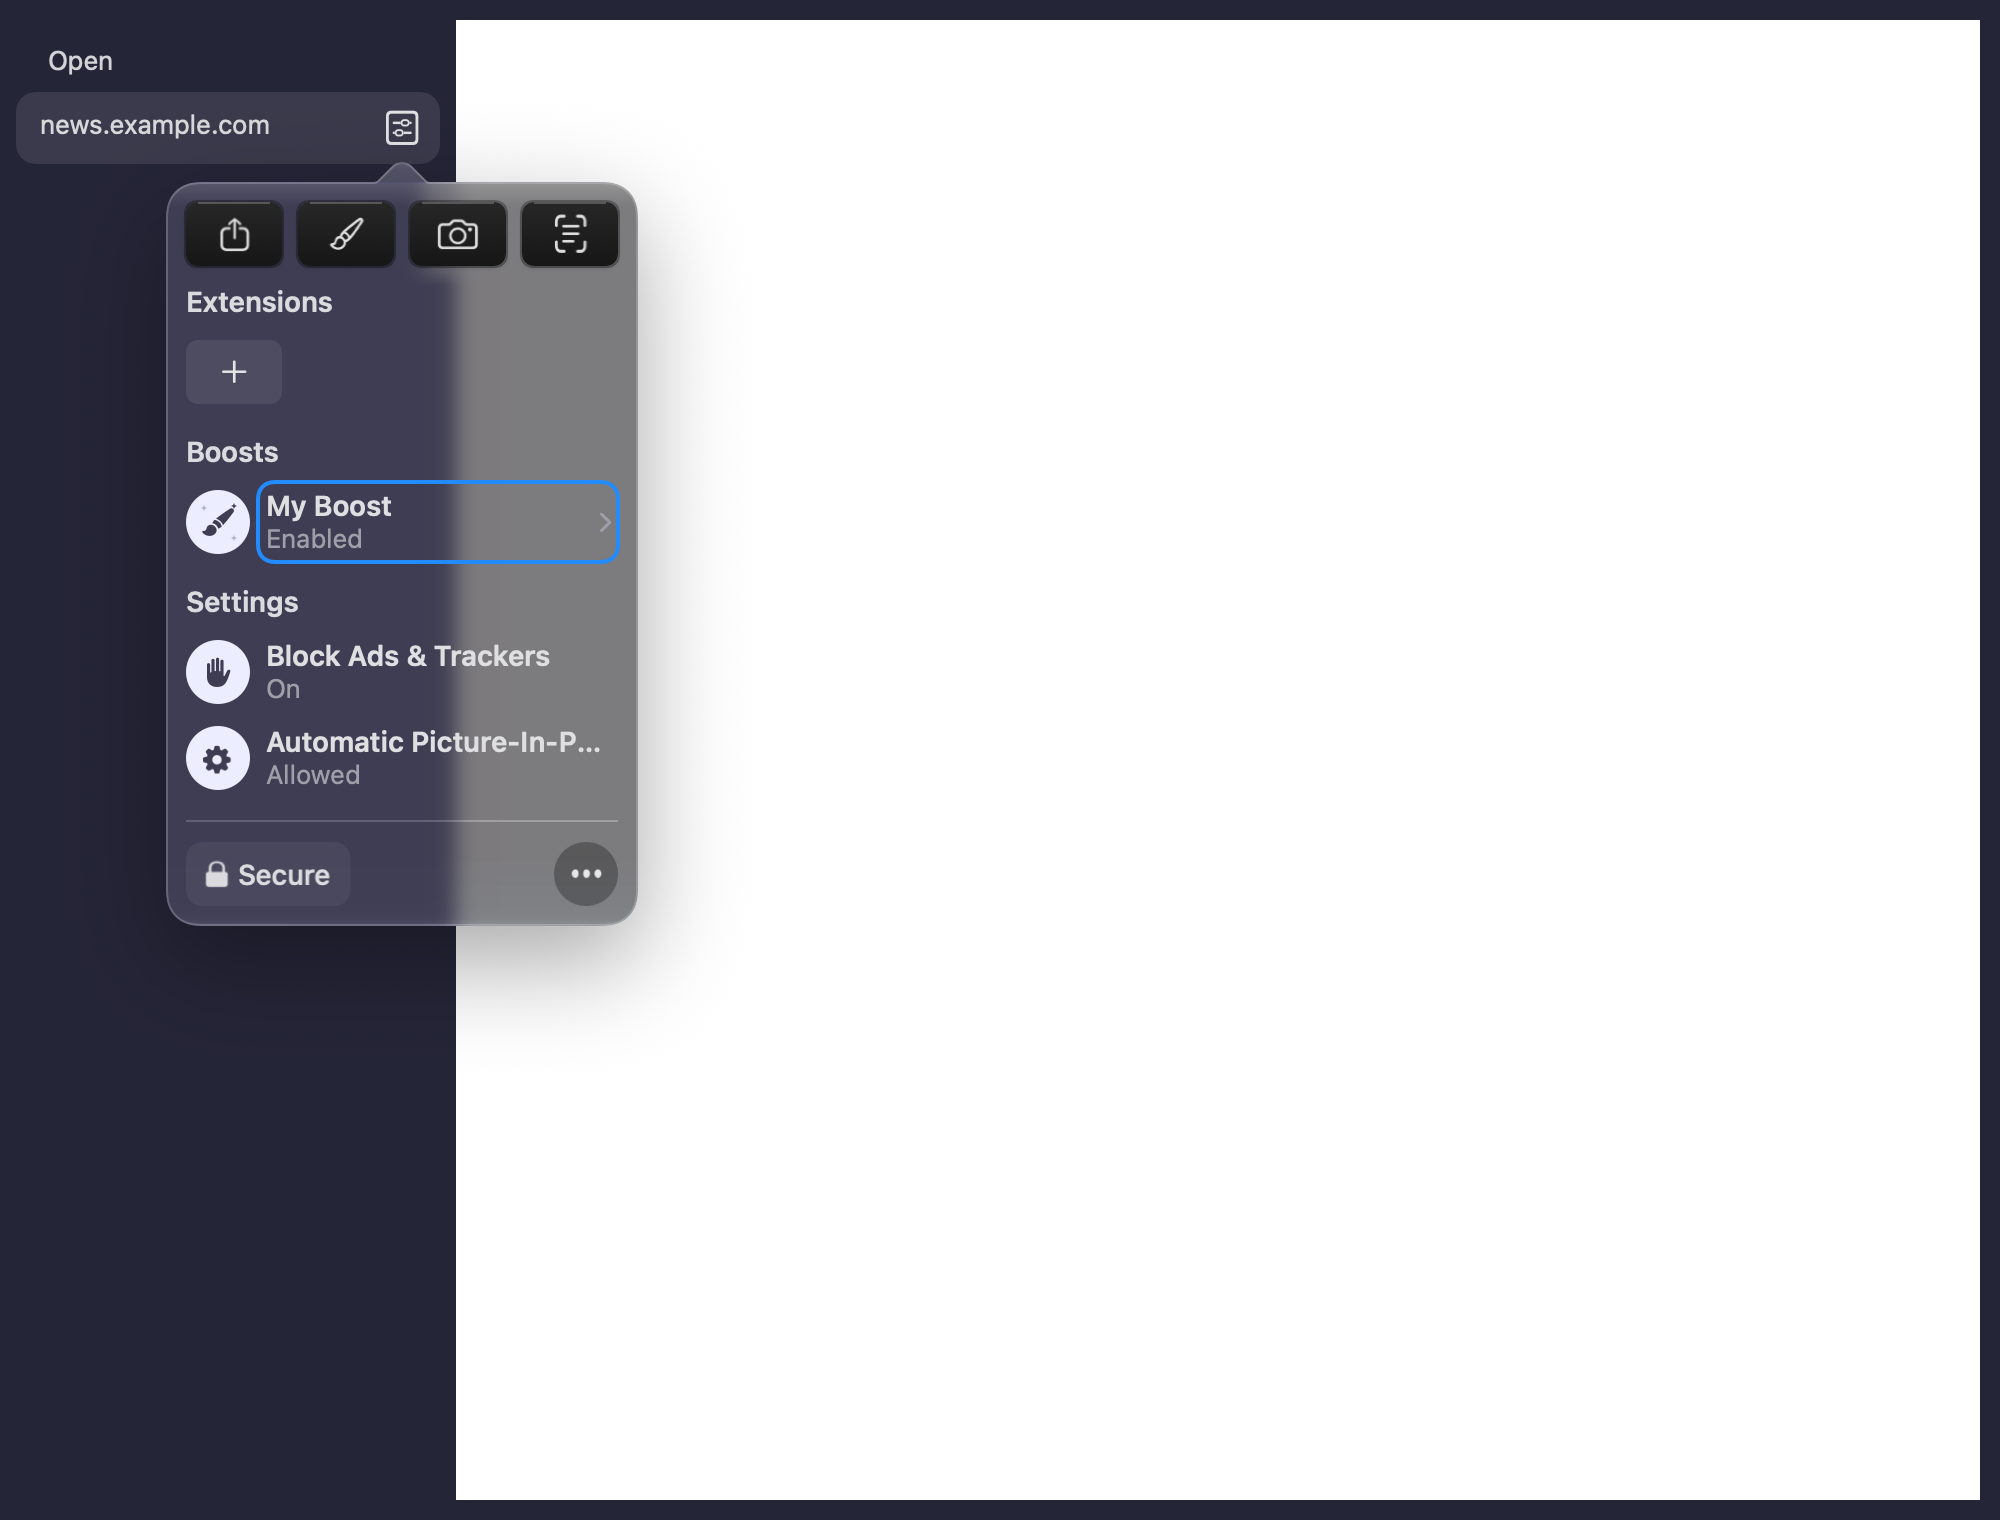 Open
news.example.com
Extensions
Boosts
My Boost
Enabled
Settings
Block Ads & Trackers
On
Automatic Picture-In-P...
Allowed
Secure